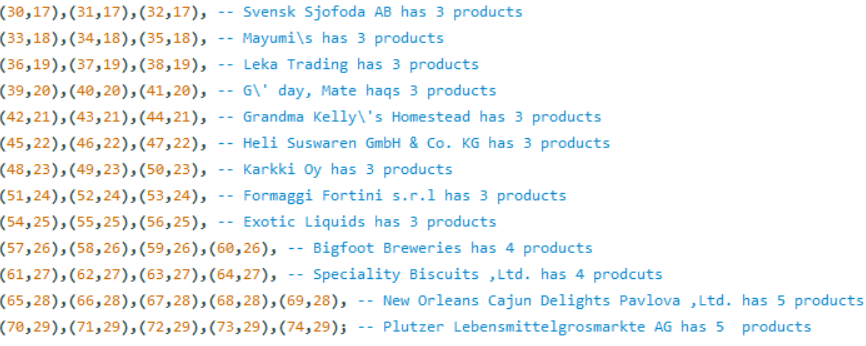 (30,17),(31,17),(32,17), -- Svensk Sjofoda AB has 3 products
(33,18),(34,18),(35,18), -- Mayumi\s has 3 products
(36,19),(37,19),(38,19), -- Leka Trading has 3 products
(39,20),(40,20),(41,20), -- G\' day, Mate haqs 3 products
(42,21),(43,21),(44,21), -- Grandma Kelly\'s Homestead has 3 products
(45,22),(46,22),(47,22), -- Heli Suswaren GmbH & Co. KG has 3 products
(48,23),(49,23),(50,23), -- Karkki Oy has 3 products
(51,24),(52,24),(53,24), -- Formaggi Fortini s.r.l has 3 products
(54,25),(55,25),(56,25), -- Exotic Liquids has 3 products
(57,26),(58,26),(59,26),(60,26), -- Bigfoot Breweries has 4 products
(61,27),(62,27),(63,27),(64,27), -- Speciality Biscuits ,Ltd. has 4 prodcuts
(65,28),(66,28),(67,28),(68,28),(69,28), -- New Orleans Cajun Delights Pavlova ,Ltd. has 5 products
(70,29),(71,29),(72,29),(73,29),(74,29); -- Plutzer Lebensmittelgrosmarkte AG has 5  products